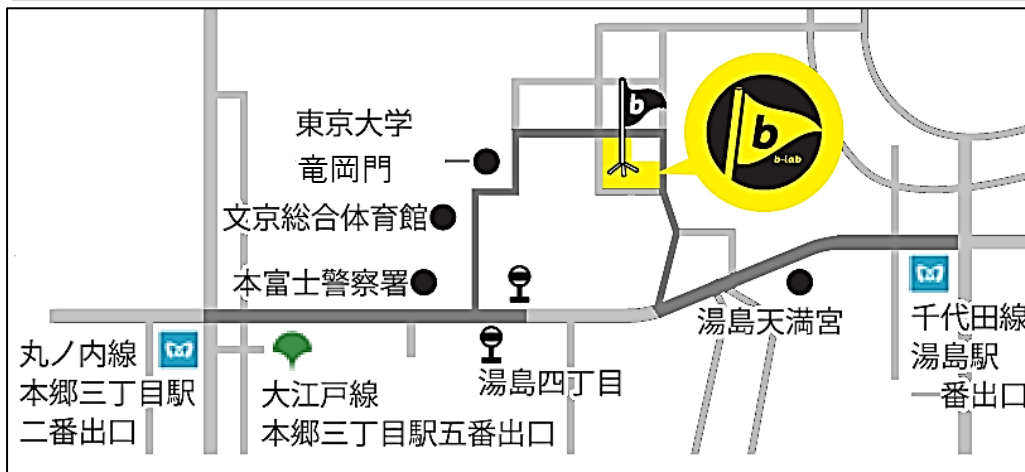 東京大学
竜岡門
文京総合体育館
本富士警察署
b
b
b-lab
丸ノ内線
本郷三丁目駅
二番出口
大江戸線
本郷三丁目駅五番出口
湯島四丁目
湯島天満宮
千代田線
湯島駅
一番出口